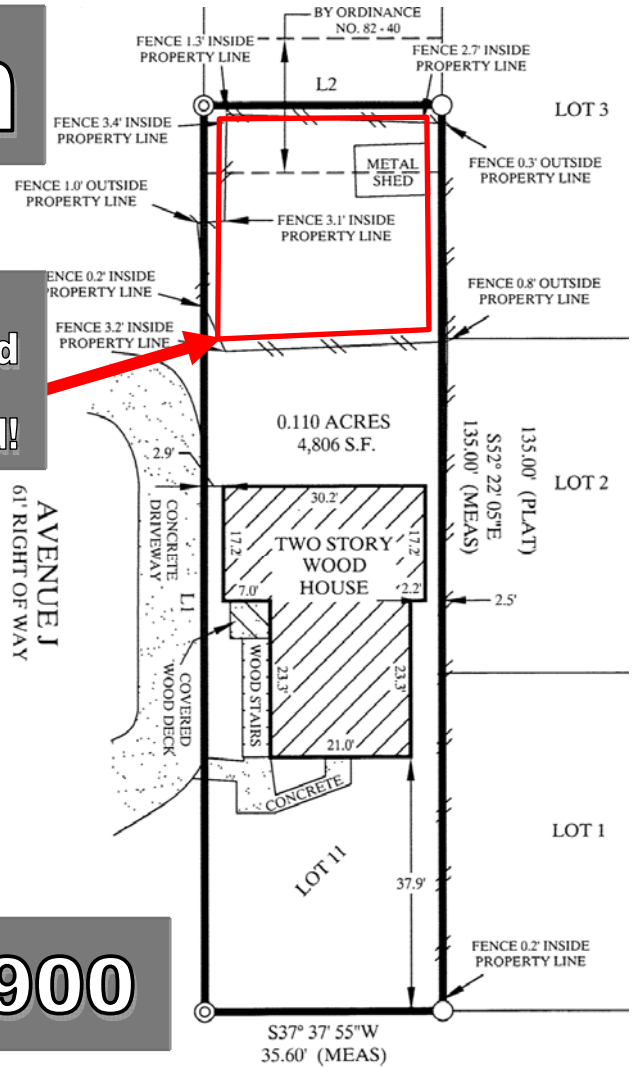 BY ORDINANCE
NO. 82 - 40
FENCE 1.3' INSIDE
PROPERTY LINE
FENCE 2.7' INSIDE
PROPERTY LINE
L2
LOT 3
FENCE 3.4' INSIDE
PROPERTY LINE
METAL
SHED
FENCE 0.3' OUTSIDE
PROPERTY LINE
FENCE 1.0' OUTSIDE
PROPERTY LINE
FENCE 3.1' INSIDE
PROPERTY LINE
ENCE 0.2' INSIDE
PROPERTY LINE
FENCE 0.8' OUTSIDE
PROPERTY LINE
FENCE 3.2' INSIDE
PROPERTY LINE
0.110 ACRES
4,806 S.F.
135.00' (PLAT)
S52° 22' 05"E
135.00' (MEAS)
LOT 2
2.9'
30.2'
CONCRETE
DRIVEWAY
AVENUE J
61' RIGHT OF WAY
17.2'
TWO STORY
WOOD
HOUSE
17.2'
7.0'
2.2'
2.5'
L1
COVERED
WOOD DECK
WOOD STAIRS
23.3'
23.3'
21.0'
CONCRETE
LOT 1
LOT 11
37.9'
FENCE 0.2' INSIDE
PROPERTY LINE
900
S37° 37' 55"W
35.60' (MEAS)